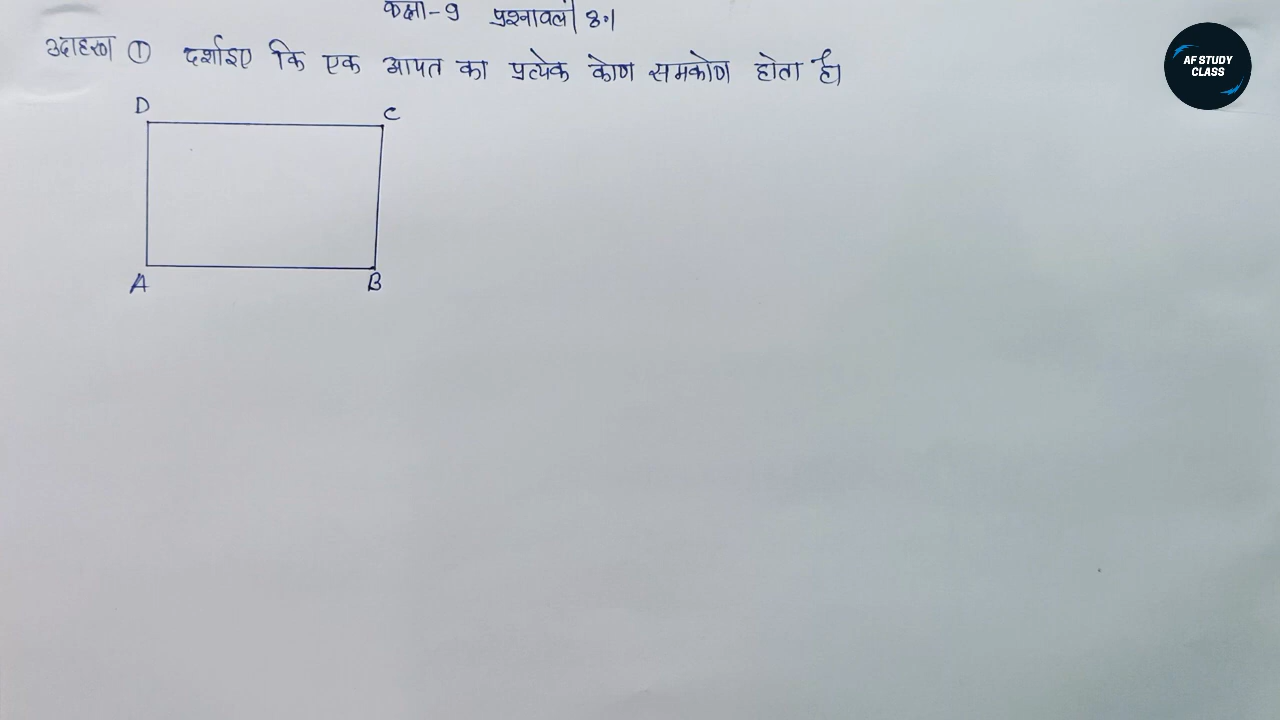 कक्षा-9 प्रश्नावली 8.1
उदाहरण ① दर्शाइए कि एक आयत का प्रत्येक कोण समकोण होता है।
D
C
A
B
AF STUDY
CLASS